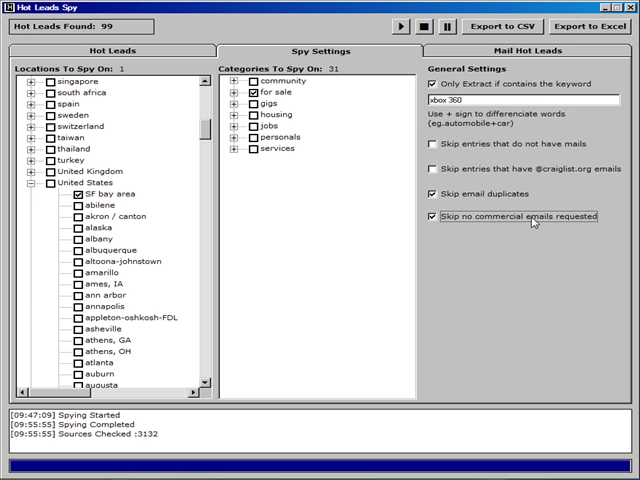 Hot Leads Spy
Hot Leads Found: 99
Export to CSV
Export to Excel
Hot Leads
Spy Settings
Mail Hot Leads
Locations To Spy On: 1
singapore
south africa
spain
sweden
switzerland
taiwan
thailand
turkey
United Kingdom
United States
SF bay area
abilene
akron / canton
alaska
albany
albuquerque
altoona-johnstown
amarillo
ames, IA
ann arbor
annapolis
appleton-oshkosh-FDL
asheville
athens, GA
athens, OH
atlanta
auburn
augusta
Categories To Spy On: 31
community
for sale
gigs
housing
jobs
personals
services
General Settings
Only Extract if contains the keyword
xbox 360
Use + sign to differenciate words
(eg.automobile+car)
Skip entries that do not have mails
Skip entries that have @craiglist.org emails
Skip email duplicates
Skip no commercial emails requested
[09:47:09] Spying Started
[09:55:55] Spying Completed
[09:55:55] Sources Checked :3132